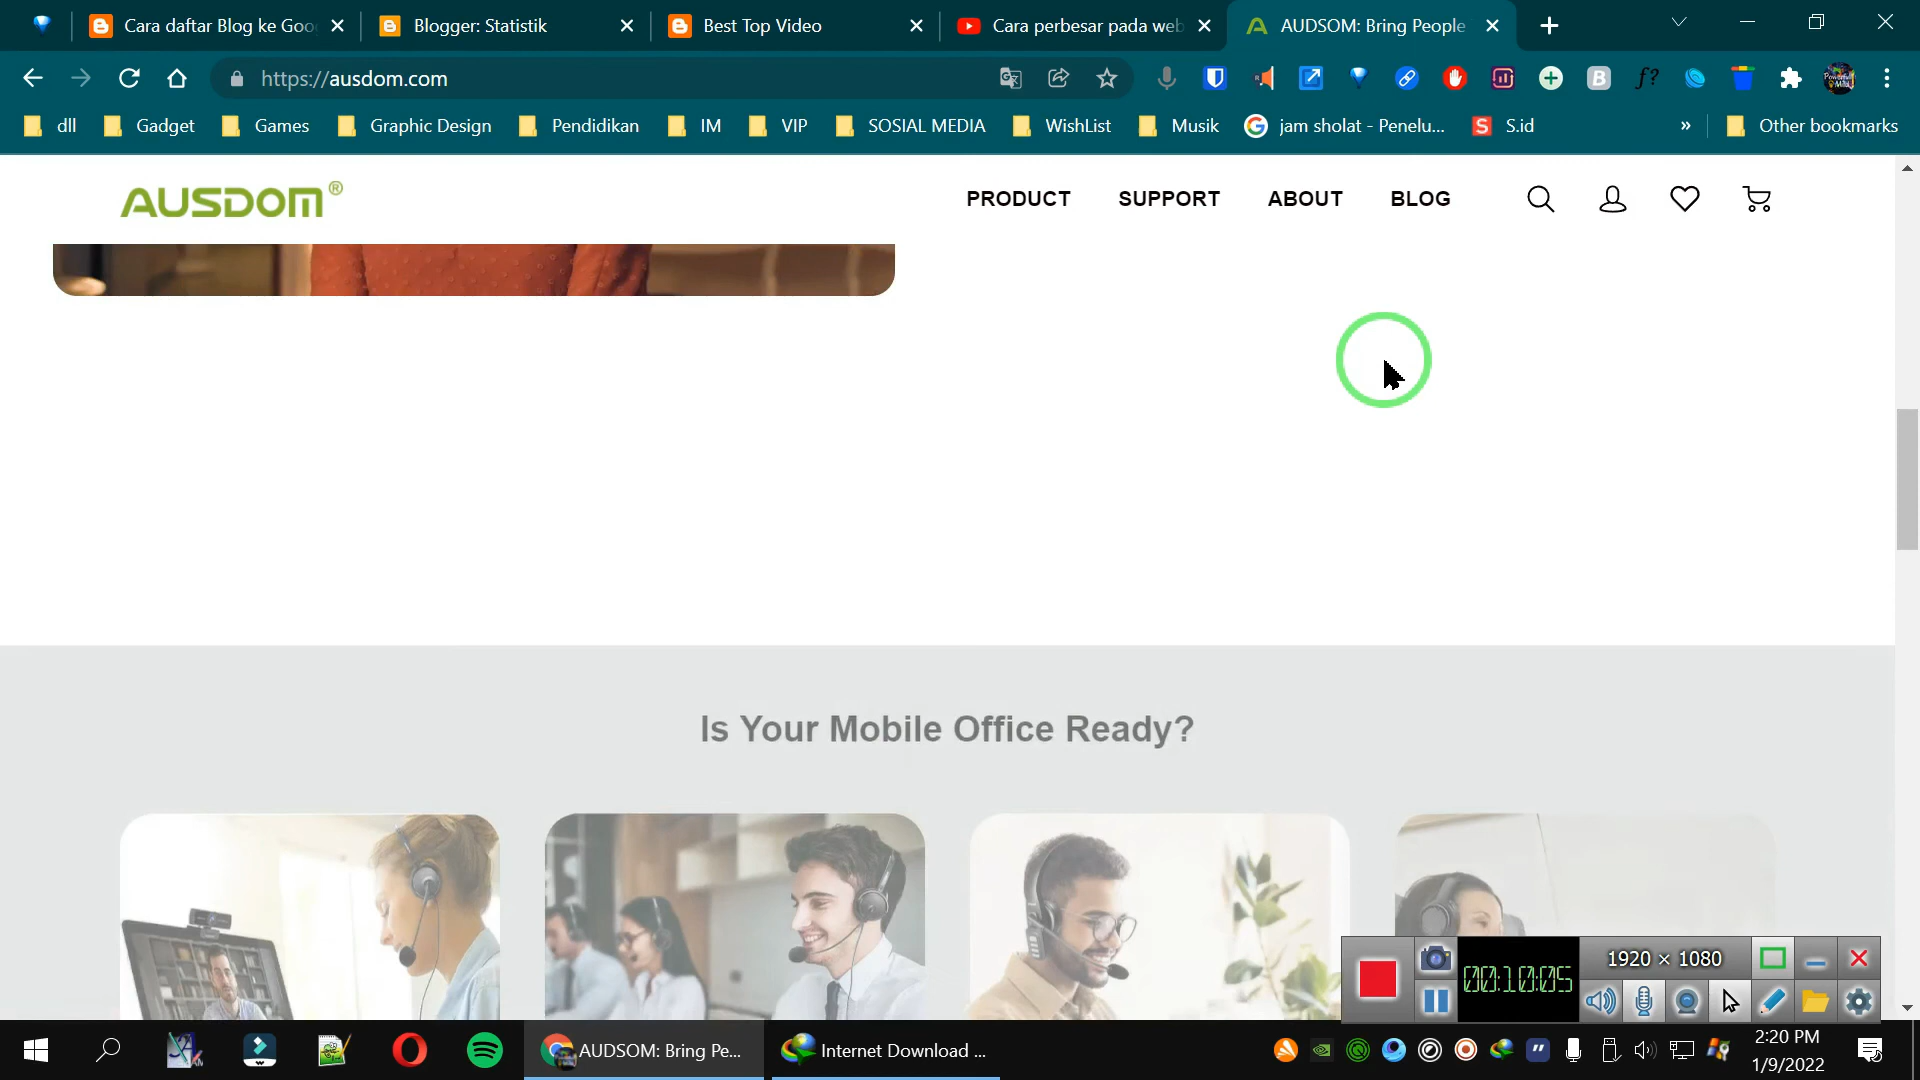 Cara daftar Blog ke Goo
Blogger: Statistik
Best Top Video
Cara perbesar pada web
AUDSOM: Bring People
https://ausdom.com
dll
Gadget
Games
Graphic Design
Pendidikan
IM
VIP
SOSIAL MEDIA
WishList
Musik
jam sholat - Penelu...
S.id
»
Other bookmarks
AUSDOM®
PRODUCT
SUPPORT
ABOUT
BLOG
Is Your Mobile Office Ready?
1920 × 1080
00:10:05
AUDSOM: Bring Pe...
Internet Download ...
2:20 PM
1/9/2022